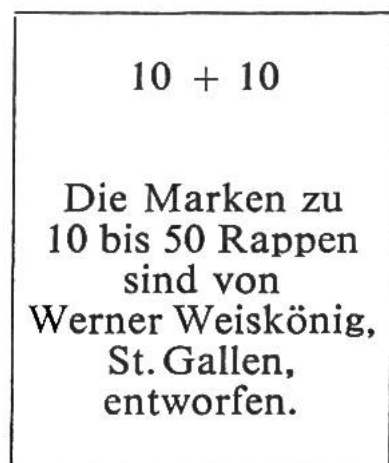 10 + 10
Die Marken zu
10 bis 50 Rappen
sind von
Werner Weiskönig,
St. Gallen,
entworfen.